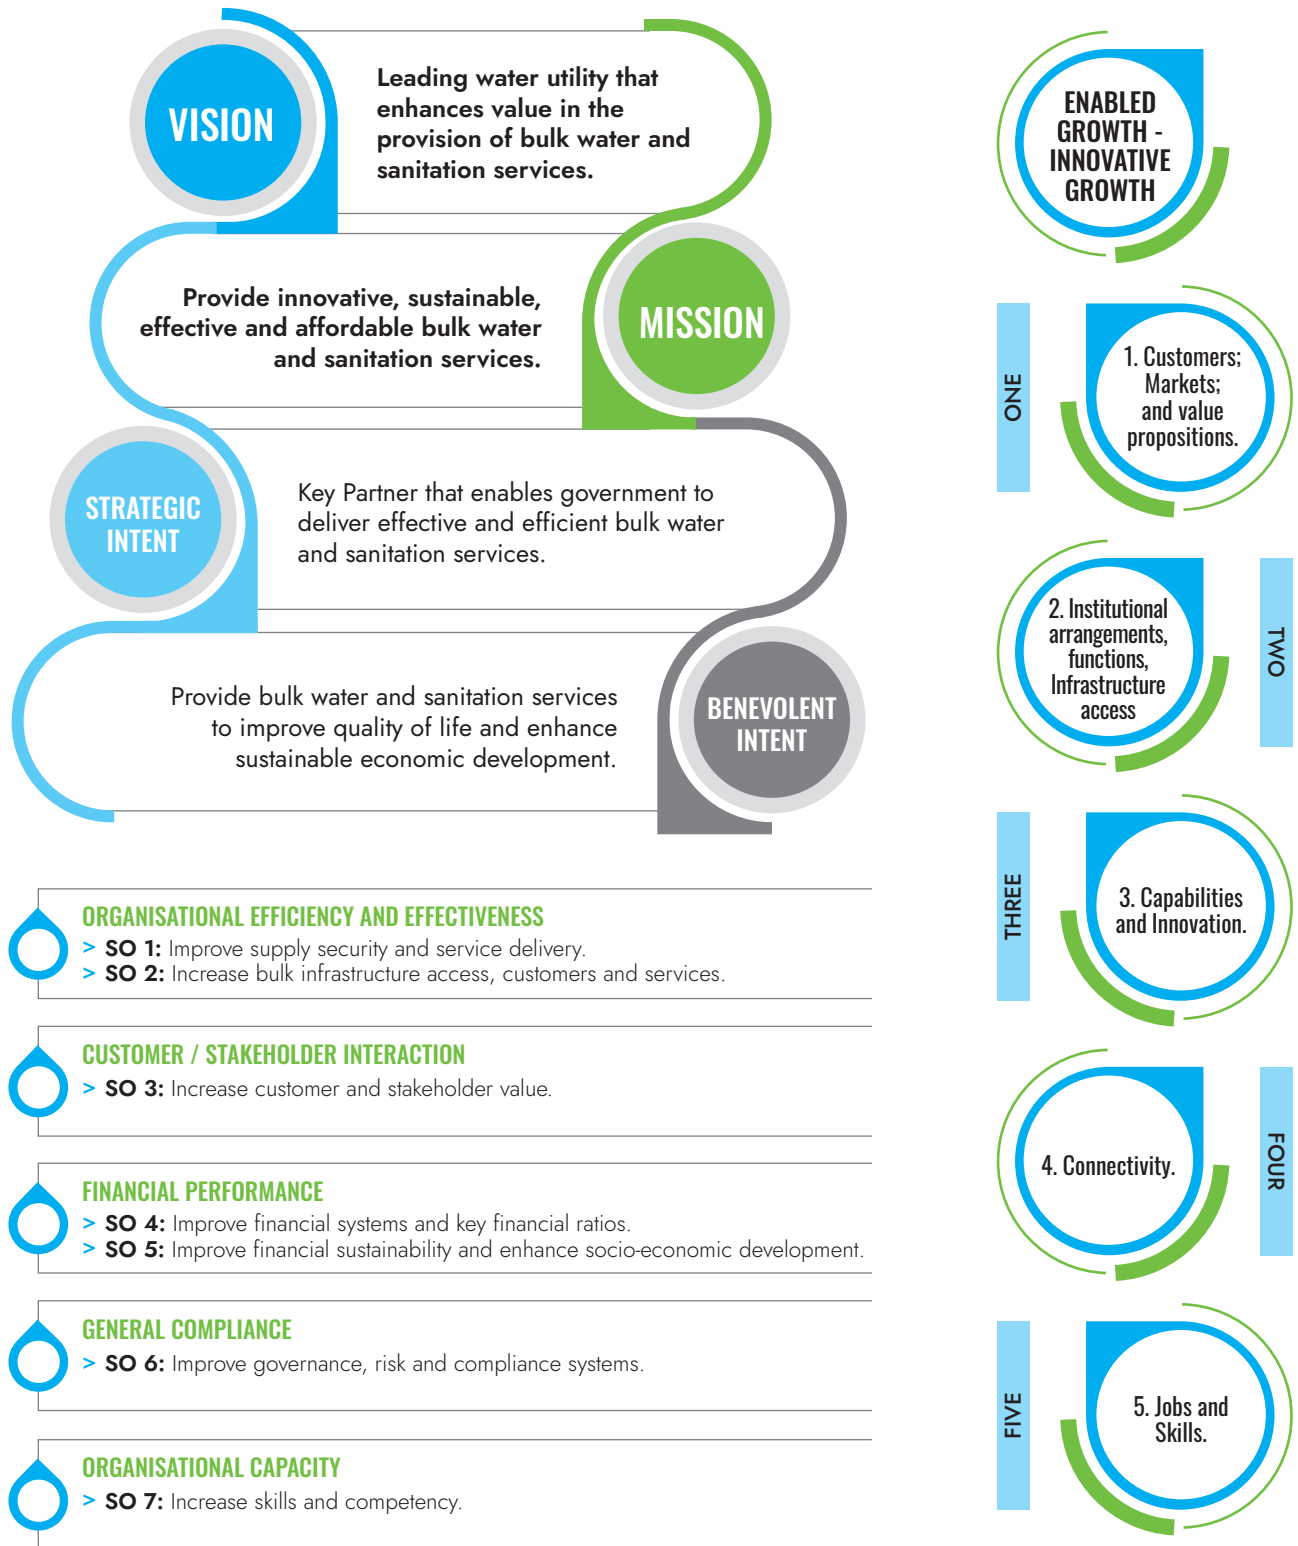 VISION
Leading water utility that
enhances value in the
provision of bulk water and
sanitation services.
Provide innovative, sustainable,
effective and affordable bulk water
and sanitation services.
MISSION
STRATEGIC
INTENT
Key Partner that enables government to
deliver effective and efficient bulk water
and sanitation services.
Provide bulk water and sanitation services
to improve quality of life and enhance
sustainable economic development.
BENEVOLENT
INTENT
ORGANISATIONAL EFFICIENCY AND EFFECTIVENESS
> SO 1: Improve supply security and service delivery.
> SO 2: Increase bulk infrastructure access, customers and services.
CUSTOMER / STAKEHOLDER INTERACTION
> SO 3: Increase customer and stakeholder value.
FINANCIAL PERFORMANCE
> SO 4: Improve financial systems and key financial ratios.
> SO 5: Improve financial sustainability and enhance socio-economic development.
GENERAL COMPLIANCE
> SO 6: Improve governance, risk and compliance systems.
ORGANISATIONAL CAPACITY
> SO 7: Increase skills and competency.
ENABLED
GROWTH -
INNOVATIVE
GROWTH
ONE
1. Customers;
Markets;
and value
propositions.
2. Institutional
arrangements,
functions,
Infrastructure
access
TWO
THREE
3. Capabilities
and Innovation.
4. Connectivity.
FOUR
FIVE
5. Jobs and
Skills.